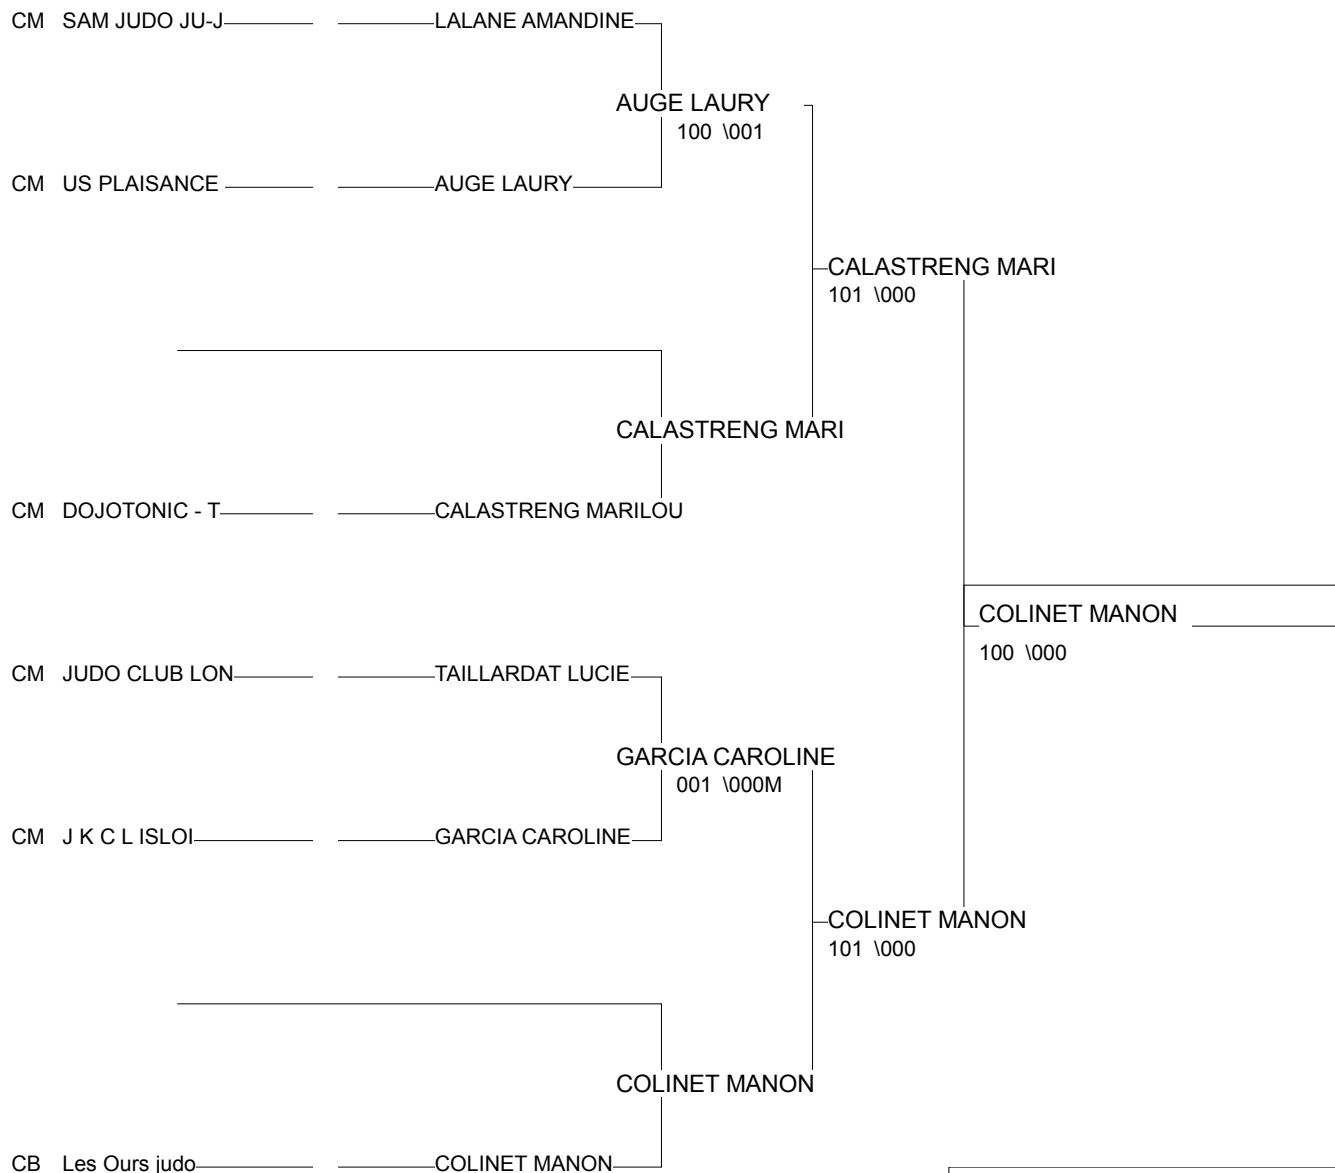 CM SAM JUDO JU-J LALANE AMANDINE
AUGE LAURY
100 \001
CM US PLAISANCE AUGE LAURY
CALASTRENG MARI
101 \000
CALASTRENG MARI
CM DOJOTONIC - T CALASTRENG MARILOU
COLINET MANON
100 \000
CM JUDO CLUB LON TAILLARDAT LUCIE
GARCIA CAROLINE
001 \000M
CM J K C L ISLOI GARCIA CAROLINE
COLINET MANON
101 \000
COLINET MANON
CB Les Ours judo COLINET MANON